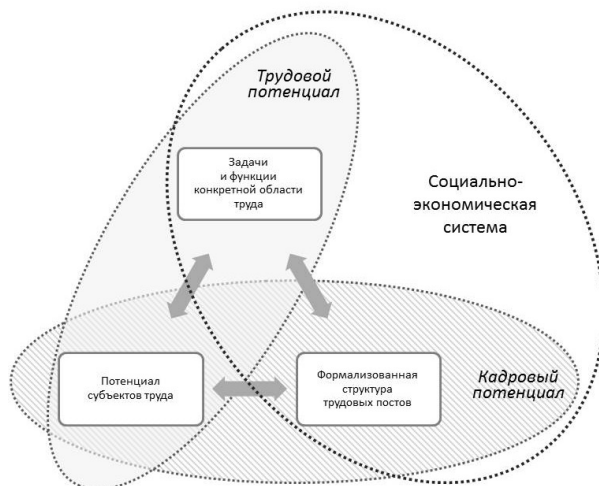 Трудовой
потенциал
Задачи
и функции
конкретной области
труда
Социально-
экономическая
система
Потенциал
субъектов труда
Формализованная
структура
трудовых постов
Кадровый
потенциал